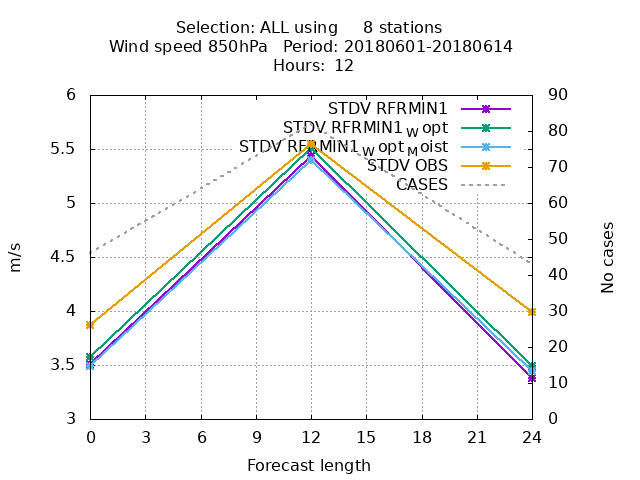 Selection: ALL using 8 stations
Wind speed 850hPa Period: 20180601-20180614
Hours: 12
STDV RFRMIN1
STDV RFRMIN1 W opt
STDV RFRMIN1 W opt M oist
STDV OBS
CASES
m/s
6
5.5
5
4.5
4
3.5
3
90
80
70
60
50
40
30
20
10
0
No cases
0 3 6 9 12 15 18 21 24
Forecast length